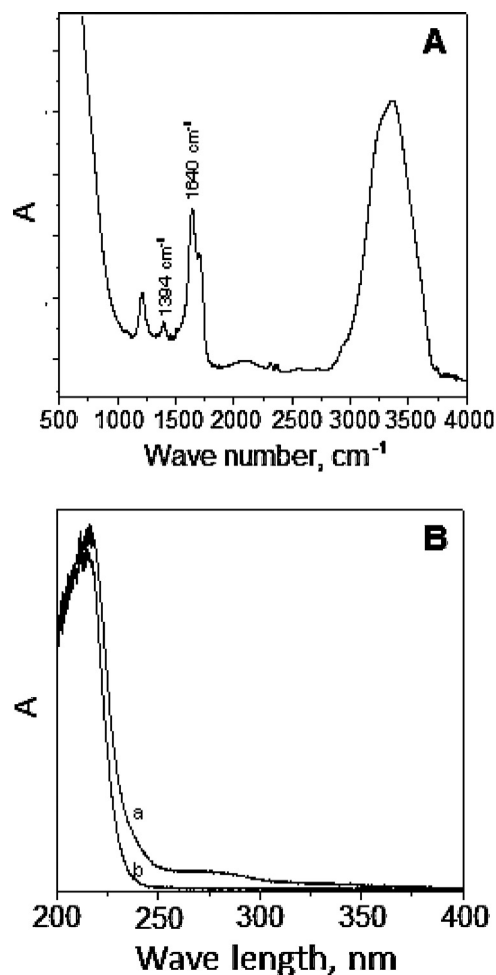 A
A
1394 cm⁻¹
1640 cm⁻¹
500 1000 1500 2000 2500 3000 3500 4000
Wave number, cm⁻¹
B
A
a
b
200 250 300 350 400
Wave length, nm